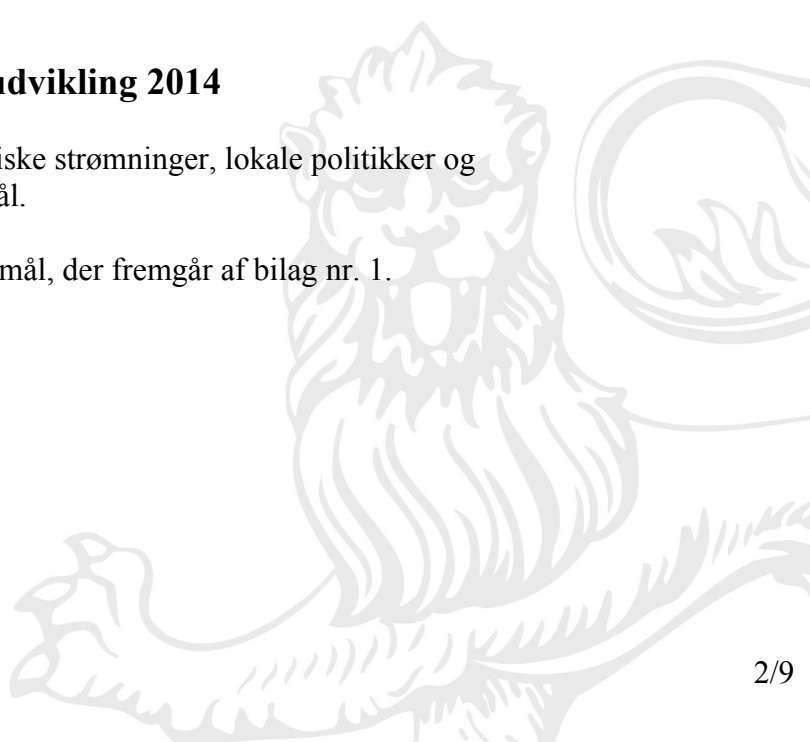 udvikling 2014
iske strømninger, lokale politikker og
ål.
mål, der fremgår af bilag nr. 1.
2/9